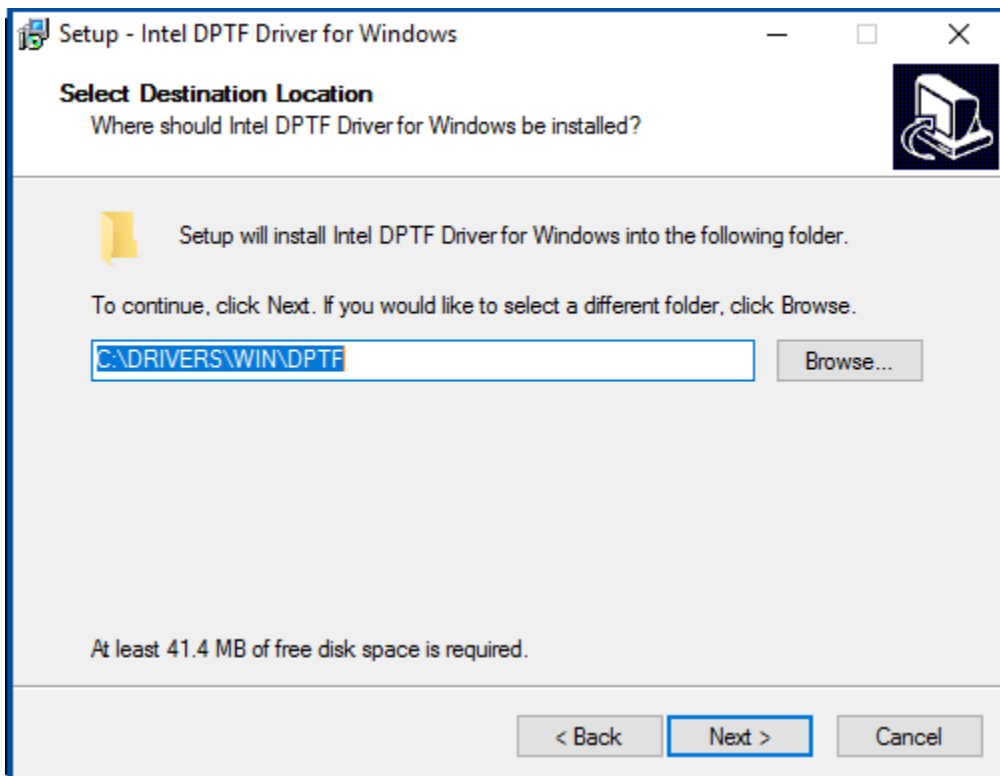 Setup - Intel DPTF Driver for Windows
Select Destination Location
Where should Intel DPTF Driver for Windows be installed?
Setup will install Intel DPTF Driver for Windows into the following folder.
To continue, click Next. If you would like to select a different folder, click Browse.
C:\DRIVERS\WIN\DPTF
Browse...
At least 41.4 MB of free disk space is required.
< Back
Next >
Cancel